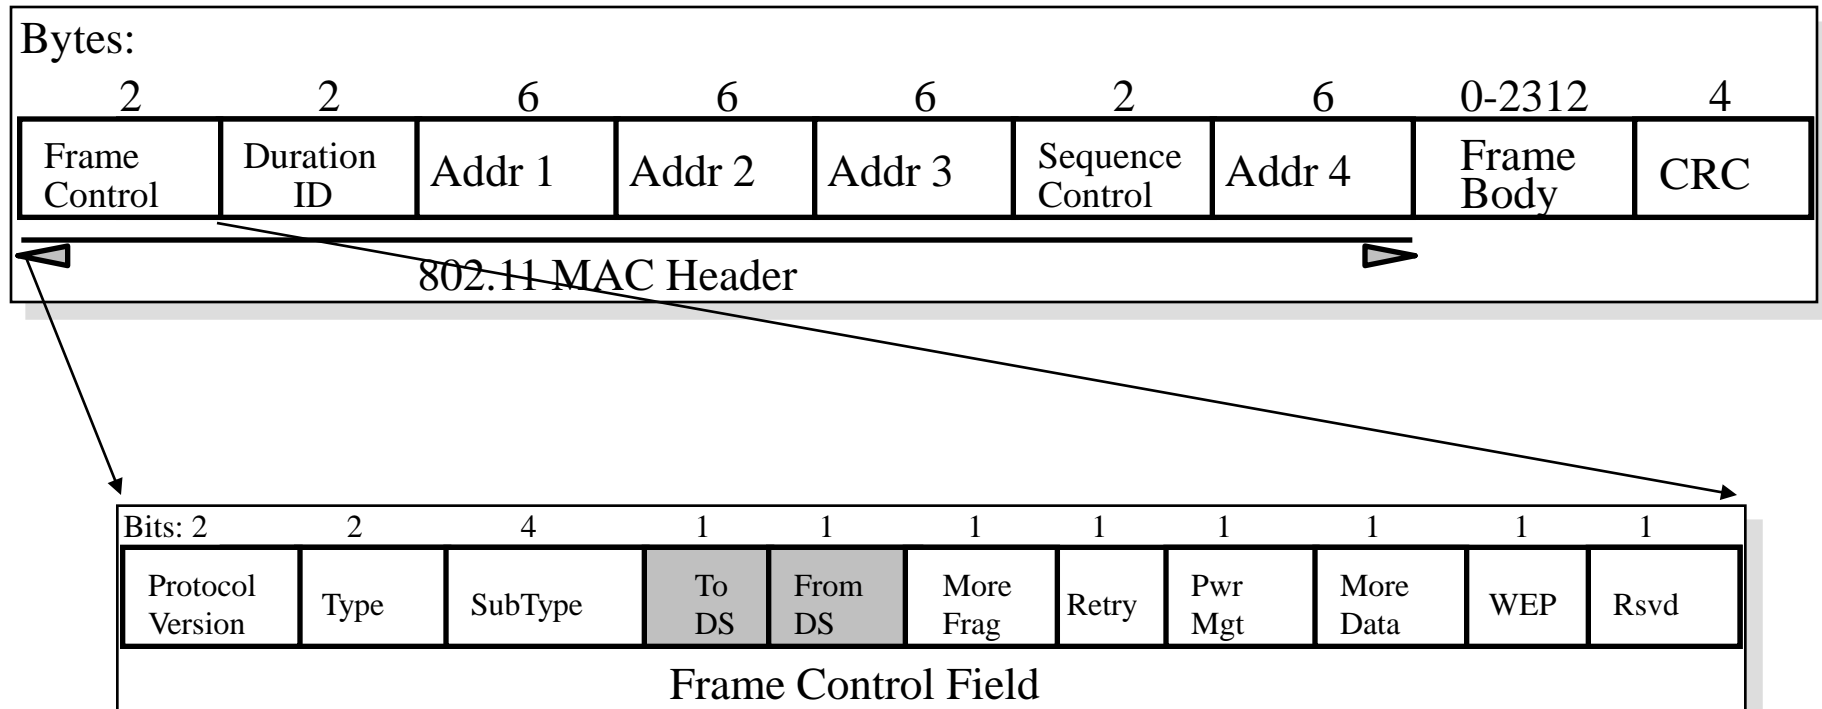 Bytes:
2 2 6 6 6 2 6 0-2312 4
Frame Control
Duration ID
Addr 1
Addr 2
Addr 3
Sequence Control
Addr 4
Frame Body
CRC
802.11 MAC Header
Bits: 2 2 4 1 1 1 1 1 1 1 1
Protocol Version
Type
SubType
To DS
From DS
More Frag
Retry
Pwr Mgt
More Data
WEP
Rsvd
Frame Control Field